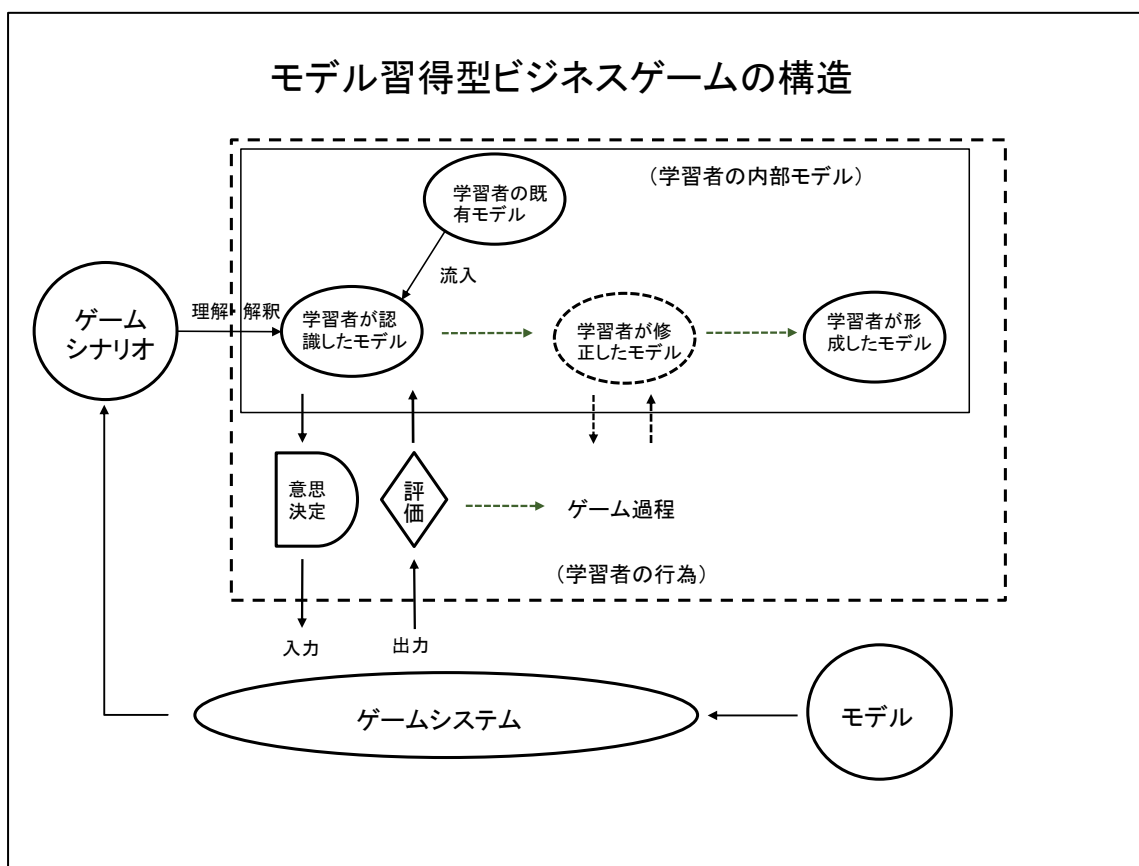 モデル習得型ビジネスゲームの構造
（学習者の内部モデル）
学習者の既
有モデル
流入
ゲーム
シナリオ
理解・解釈
学習者が認
識したモデル
学習者が修
正したモデル
学習者が形
成したモデル
意思
決定
評
価
ゲーム過程
（学習者の行為）
入力
出力
ゲームシステム
モデル